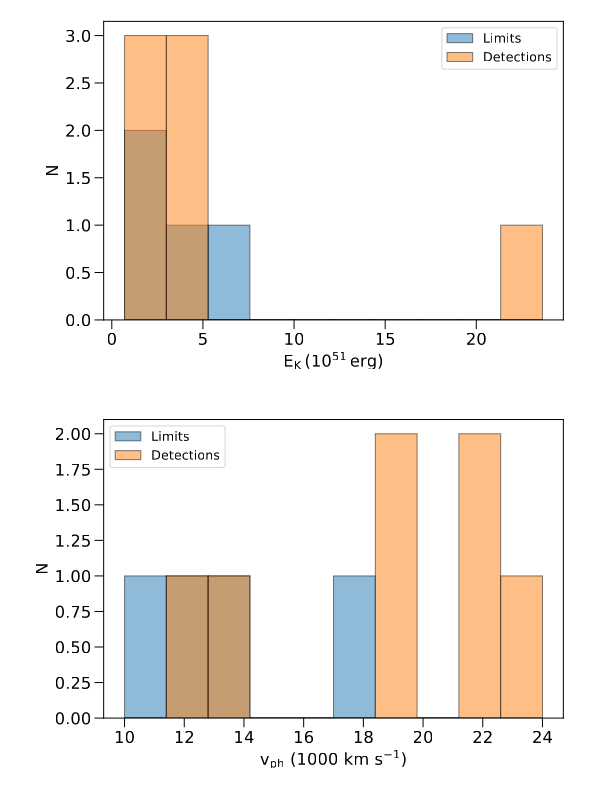 3.0
2.5
2.0
1.5
1.0
0.5
0.0
N
Limits
Detections
0 5 10 15 20
E_K (10^51 erg)
Limits
Detections
2.00
1.75
1.50
1.25
1.00
0.75
0.50
0.25
0.00
N
10 12 14 16 18 20 22 24
v_ph (1000 km s^−1)